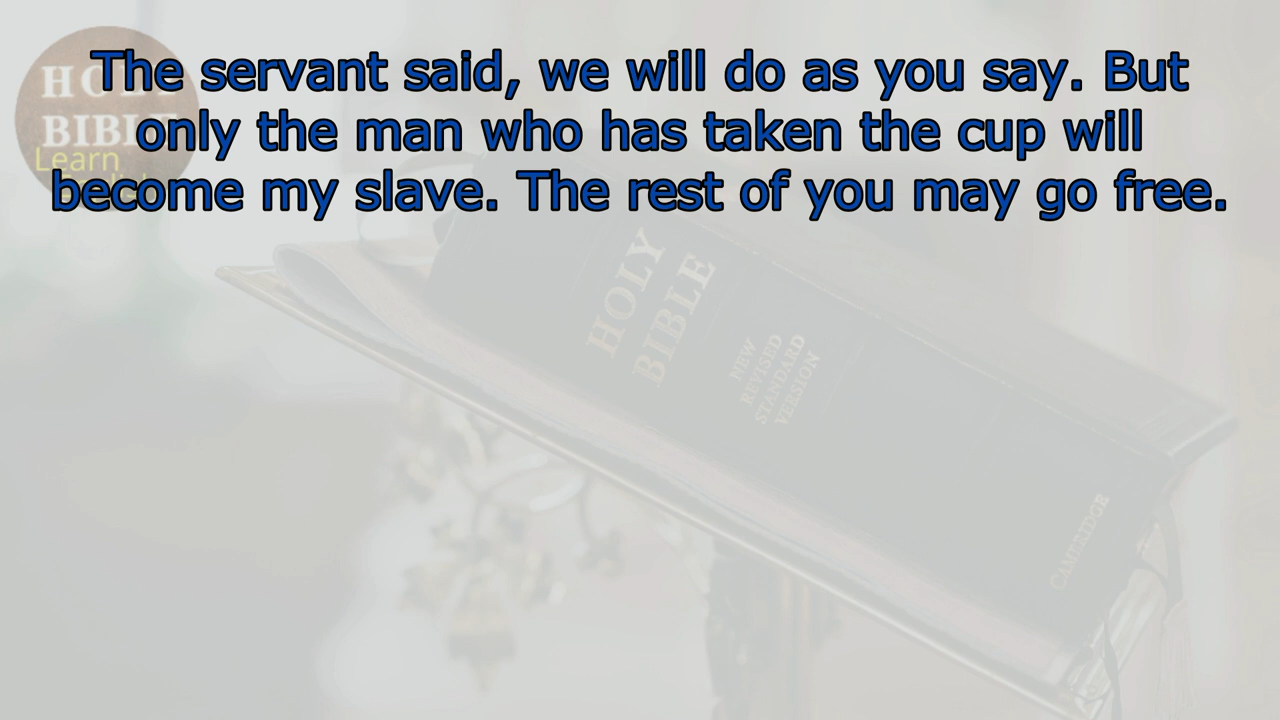 The servant said, we will do as you say. But
only the man who has taken the cup will
become my slave. The rest of you may go free.
HOLY
BIBLE
Learn
HOLY
BIBLE
NEW
REVISED
STANDARD
VERSION
CAMBRIDGE